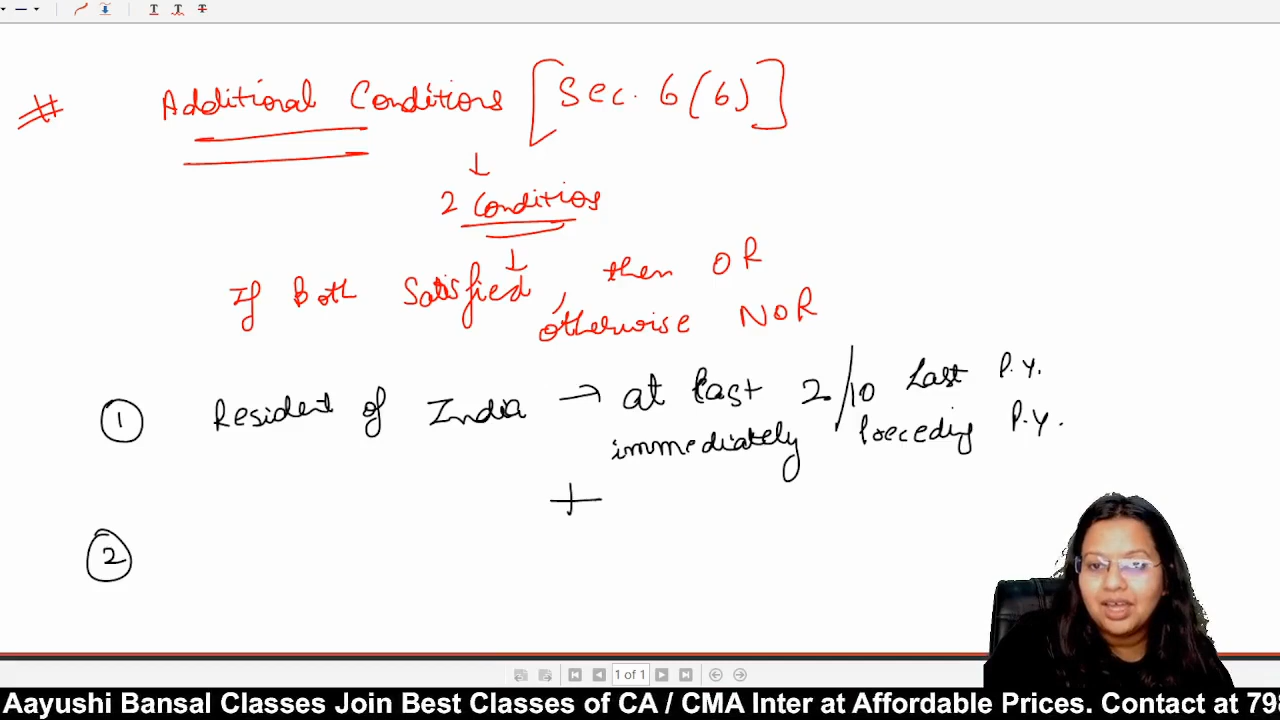 # Additional Conditions [Sec. 6(6)]
↓
2 Conditions
↓
If Both Satisfied, then OR
otherwise NOR
① Resident of India → at least 2/10 Last P.Y.
immediately Preceding P.Y.
+
②
1 of 1
Aayushi Bansal Classes Join Best Classes of CA / CMA Inter at Affordable Prices. Contact at 79